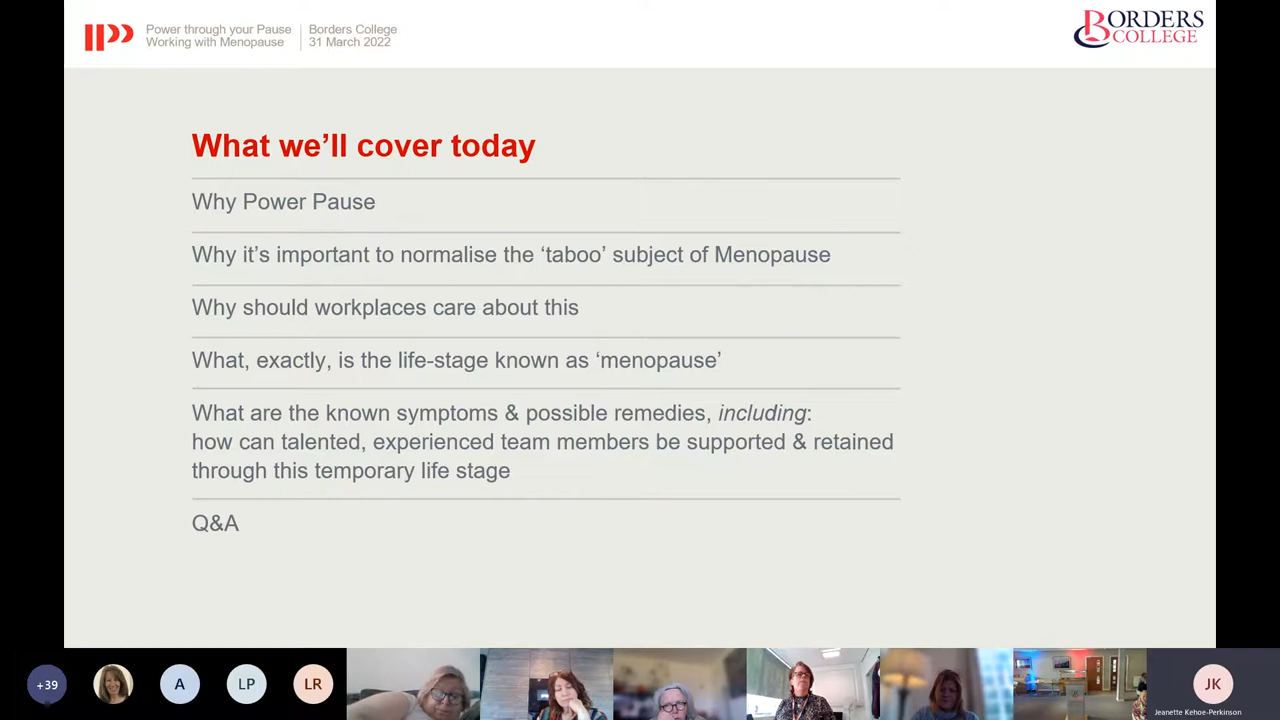 Power through your Pause
Working with Menopause
Borders College
31 March 2022
BORDERS
COLLEGE
What we’ll cover today
Why Power Pause
Why it’s important to normalise the ‘taboo’ subject of Menopause
Why should workplaces care about this
What, exactly, is the life-stage known as ‘menopause’
What are the known symptoms & possible remedies, including:
how can talented, experienced team members be supported & retained
through this temporary life stage
Q&A
+39
A
LP
LR
JK
Jeanette Kehoe-Perkinson